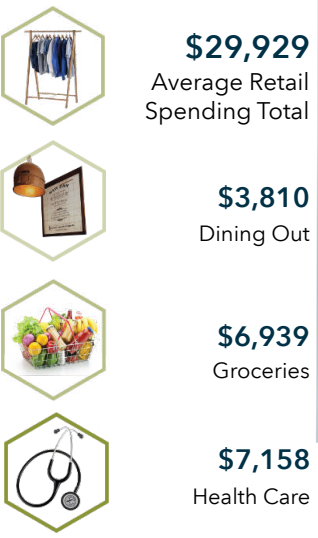 $29,929
Average Retail
Spending Total
$3,810
Dining Out
$6,939
Groceries
$7,158
Health Care